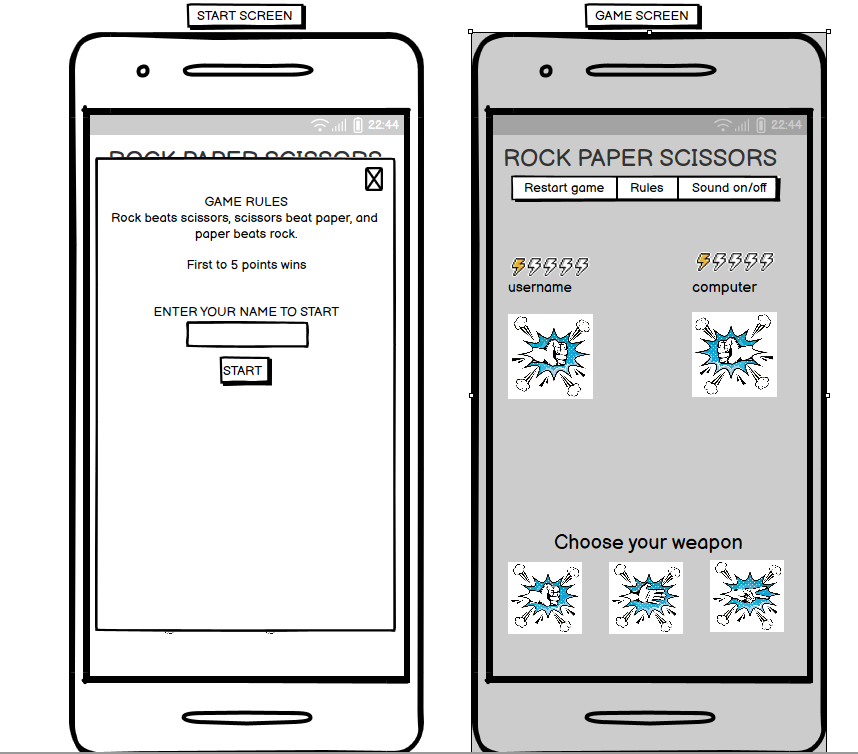 START SCREEN
22:44
ROCK PAPER SCISSORS
GAME RULES
Rock beats scissors, scissors beat paper, and
paper beats rock.
First to 5 points wins
ENTER YOUR NAME TO START
START
GAME SCREEN
22:44
ROCK PAPER SCISSORS
Restart game Rules Sound on/off
username computer
Choose your weapon